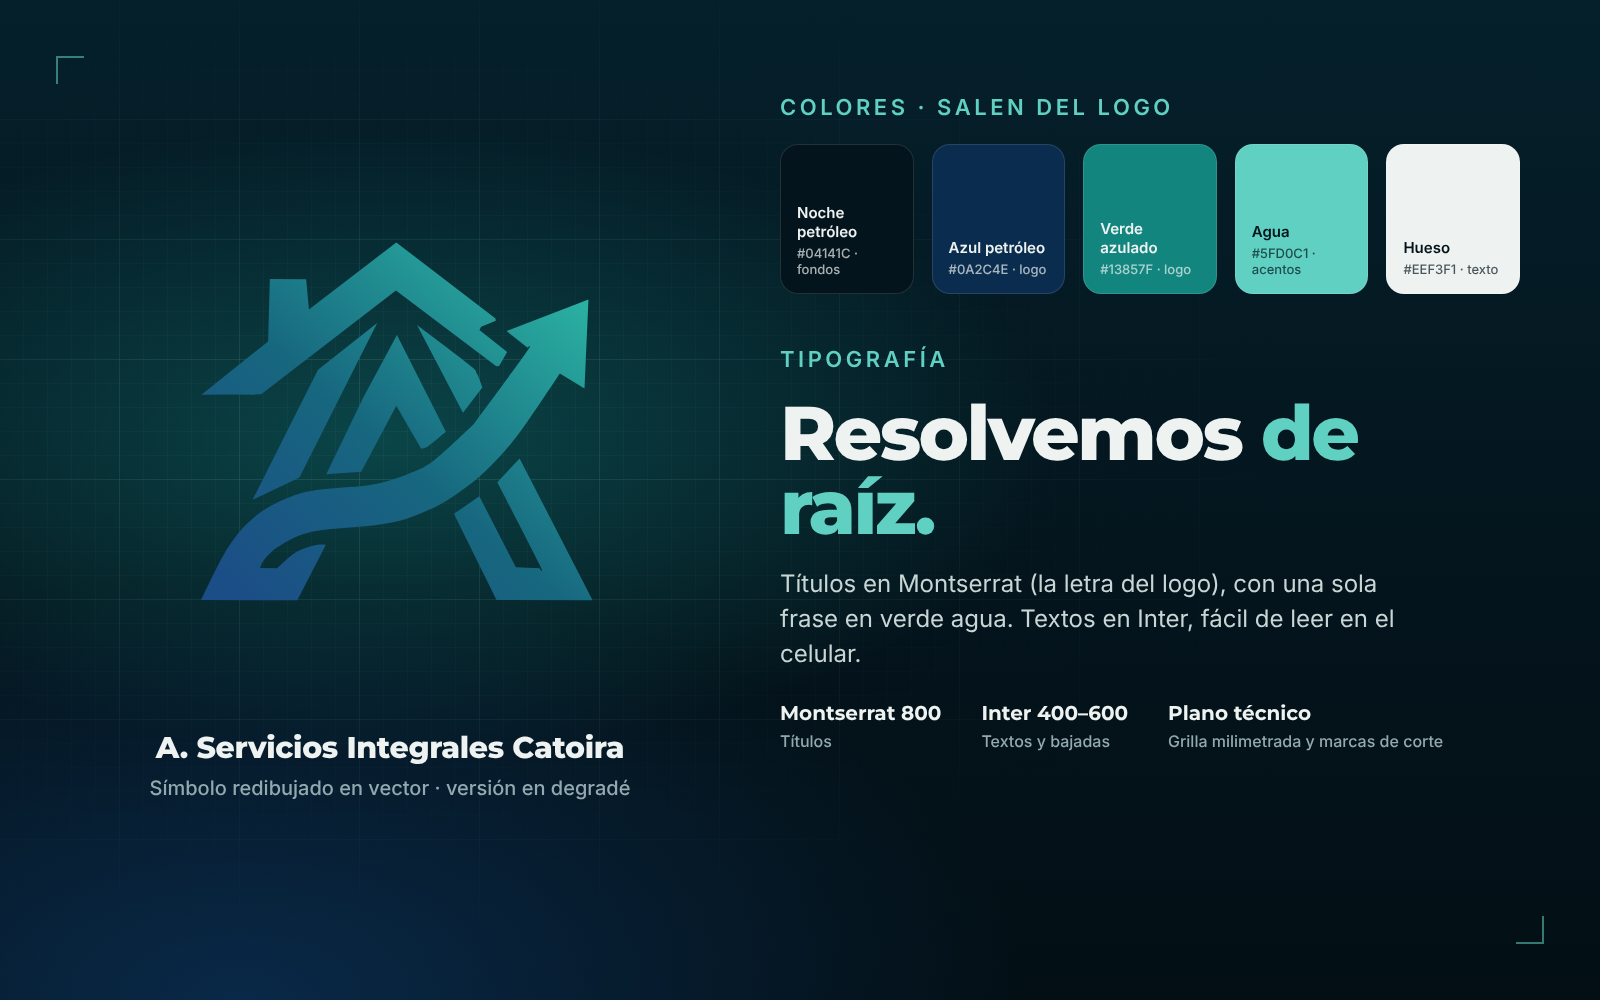 COLORES · SALEN DEL LOGO
Noche
petróleo
#04141C ·
fondos
Azul petróleo
#0A2C4E · logo
Verde
azulado
#13857F · logo
Agua
#5FD0C1 ·
acentos
Hueso
#EEF3F1 · texto
TIPOGRAFÍA
Resolvemos de
raíz.
Títulos en Montserrat (la letra del logo), con una sola
frase en verde agua. Textos en Inter, fácil de leer en el
celular.
Montserrat 800
Títulos
Inter 400–600
Textos y bajadas
Plano técnico
Grilla milimetrada y marcas de corte
A. Servicios Integrales Catoira
Símbolo redibujado en vector · versión en degradé